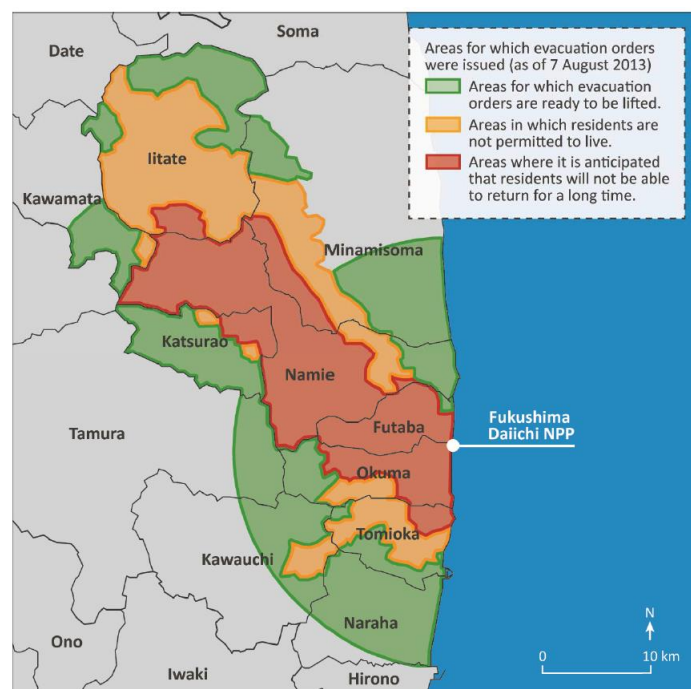 Date
Soma
Areas for which evacuation orders
were issued (as of 7 August 2013)
Areas for which evacuation
orders are ready to be lifted.
Areas in which residents are
not permitted to live.
Areas where it is anticipated
that residents will not be able
to return for a long time.
Iitate
Kawamata
Minamisoma
Katsurao
Namie
Futaba
Fukushima
Daiichi NPP
Tamura
Okuma
Tomioka
Kawauchi
Naraha
Ono
Iwaki
Hirono
N
0
10 km